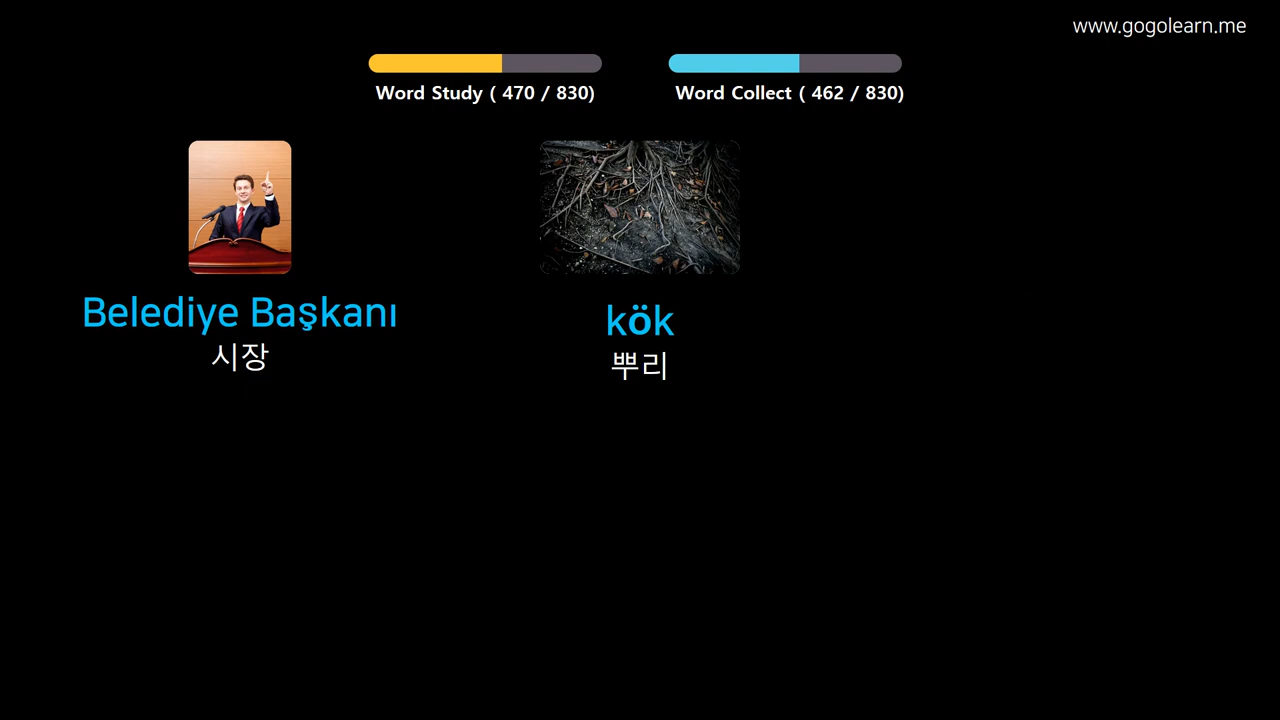 www.gogolearn.me
Word Study ( 470 / 830)
Word Collect ( 462 / 830)
Belediye Başkanı
시장
kök
뿌리